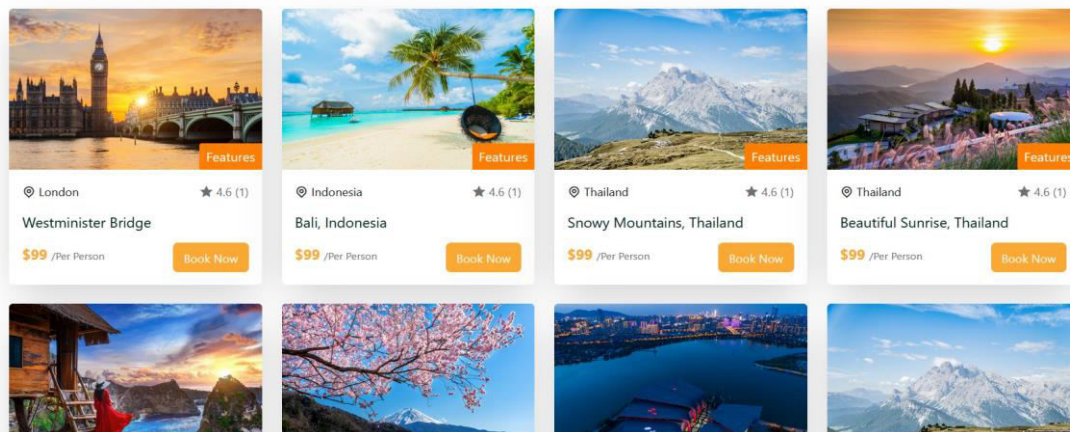 Features
Features
Features
Features
London 4.6 (1)
Indonesia 4.6 (1)
Thailand 4.6 (1)
Thailand 4.6 (1)
Westminister Bridge
Bali, Indonesia
Snowy Mountains, Thailand
Beautiful Sunrise, Thailand
$99 /Per Person Book Now
$99 /Per Person Book Now
$99 /Per Person Book Now
$99 /Per Person Book Now